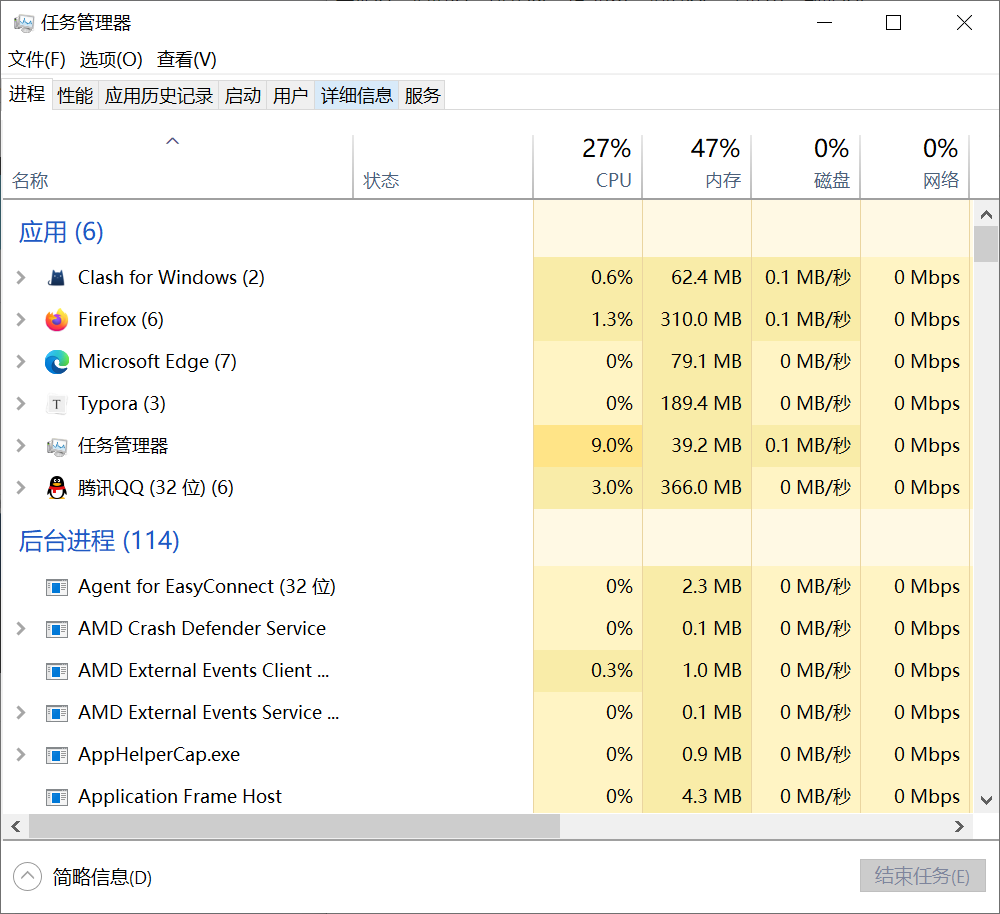 任务管理器
文件(F) 选项(O) 查看(V)
进程 性能 应用历史记录 启动 用户 详细信息 服务
27% 47% 0% 0%
名称 状态 CPU 内存 磁盘 网络
应用 (6)
Clash for Windows (2) 0.6% 62.4 MB 0.1 MB/秒 0 Mbps
Firefox (6) 1.3% 310.0 MB 0.1 MB/秒 0 Mbps
Microsoft Edge (7) 0% 79.1 MB 0 MB/秒 0 Mbps
T Typora (3) 0% 189.4 MB 0 MB/秒 0 Mbps
任务管理器 9.0% 39.2 MB 0.1 MB/秒 0 Mbps
腾讯QQ (32 位) (6) 3.0% 366.0 MB 0 MB/秒 0 Mbps
后台进程 (114)
Agent for EasyConnect (32 位) 0% 2.3 MB 0 MB/秒 0 Mbps
AMD Crash Defender Service 0% 0.1 MB 0 MB/秒 0 Mbps
AMD External Events Client ... 0.3% 1.0 MB 0 MB/秒 0 Mbps
AMD External Events Service ... 0% 0.1 MB 0 MB/秒 0 Mbps
AppHelperCap.exe 0% 0.9 MB 0 MB/秒 0 Mbps
Application Frame Host 0% 4.3 MB 0 MB/秒 0 Mbps
简略信息(D) 结束任务(E)